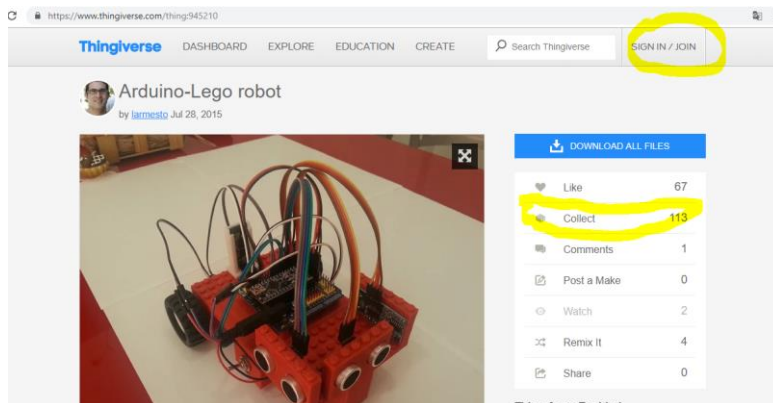 https://www.thingiverse.com/thing:945210
Thingiverse DASHBOARD EXPLORE EDUCATION CREATE Search Thingiverse SIGN IN / JOIN
Arduino-Lego robot
by larmesto Jul 28, 2015
DOWNLOAD ALL FILES
Like 67
Collect 113
Comments 1
Post a Make 0
Watch 2
Remix It 4
Share 0